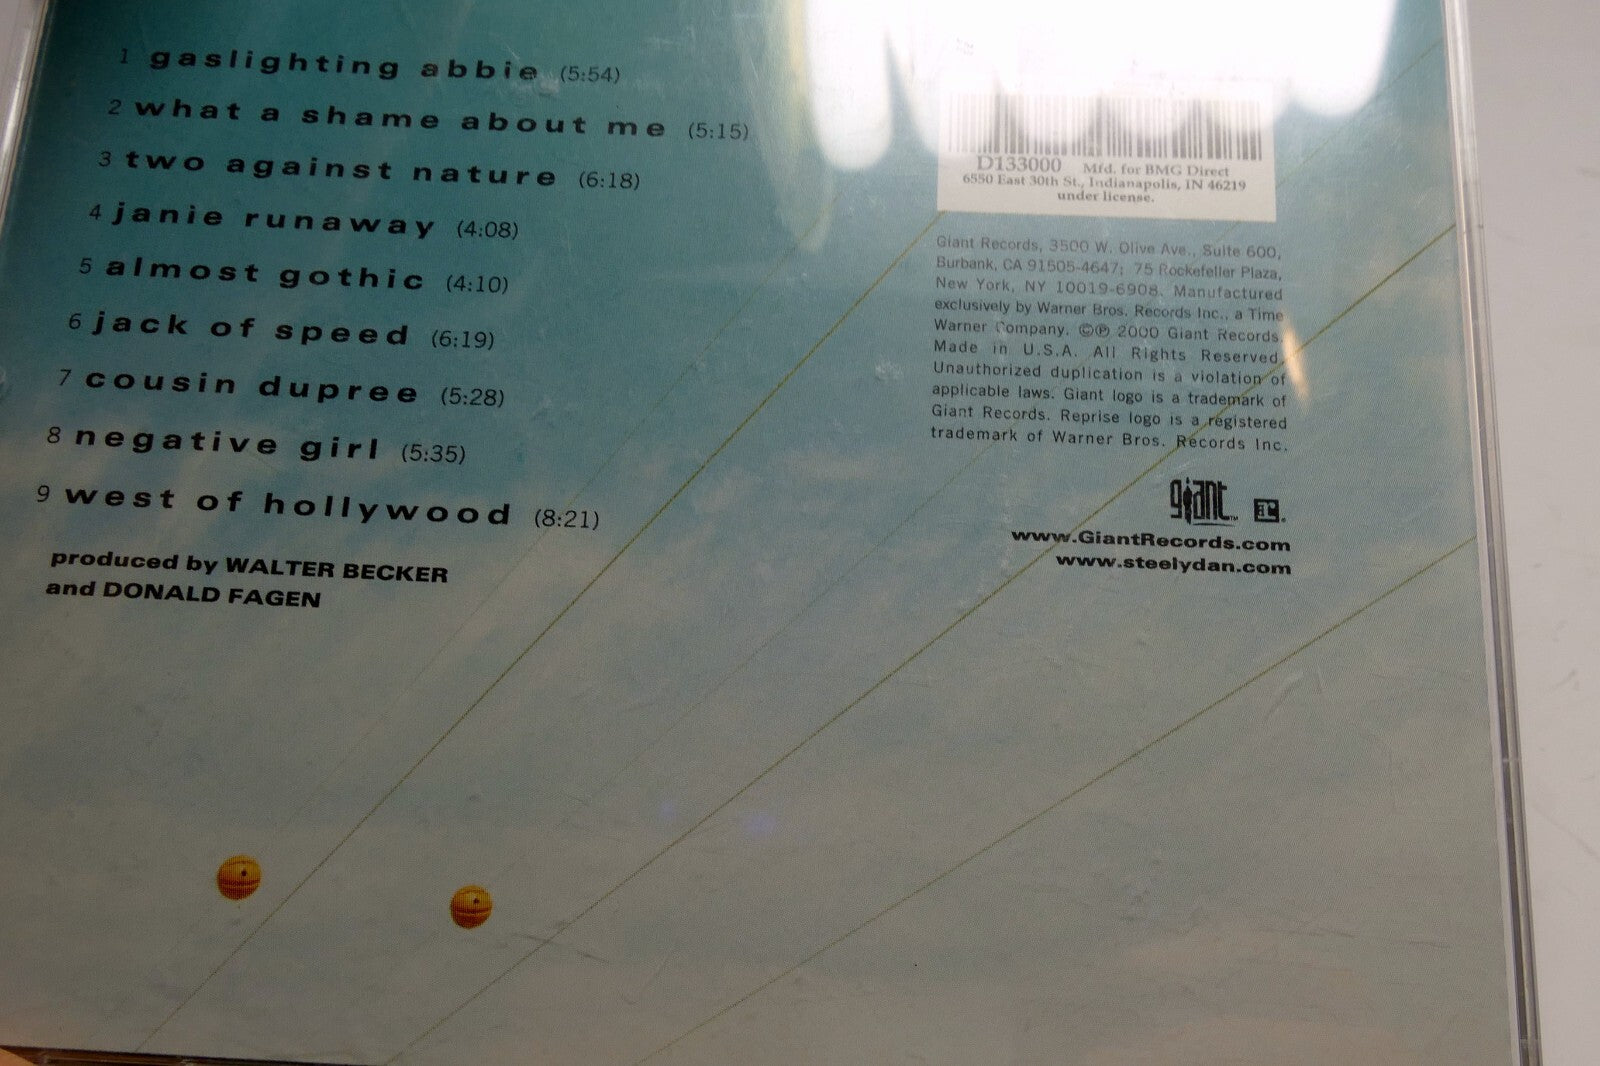 1 gaslighting abbie (5:54)
2 what a shame about me (5:15)
3 two against nature (6:18)
4 janie runaway (4:08)
5 almost gothic (4:10)
6 jack of speed (6:19)
7 cousin dupree (5:28)
8 negative girl (5:35)
9 west of hollywood (8:21)
produced by WALTER BECKER
and DONALD FAGEN
D133000 Mfd. for BMG Direct
6550 East 30th St., Indianapolis, IN 46219
under license.
Giant Records, 3500 W. Olive Ave., Suite 600,
Burbank, CA 91505-4647; 75 Rockefeller Plaza,
New York, NY 10019-6908. Manufactured
exclusively by Warner Bros. Records Inc., a Time
Warner Company. ©℗ 2000 Giant Records.
Made in U.S.A. All Rights Reserved.
Unauthorized duplication is a violation of
applicable laws. Giant logo is a trademark of
Giant Records. Reprise logo is a registered
trademark of Warner Bros. Records Inc.
giant
www.GiantRecords.com
www.steelydan.com